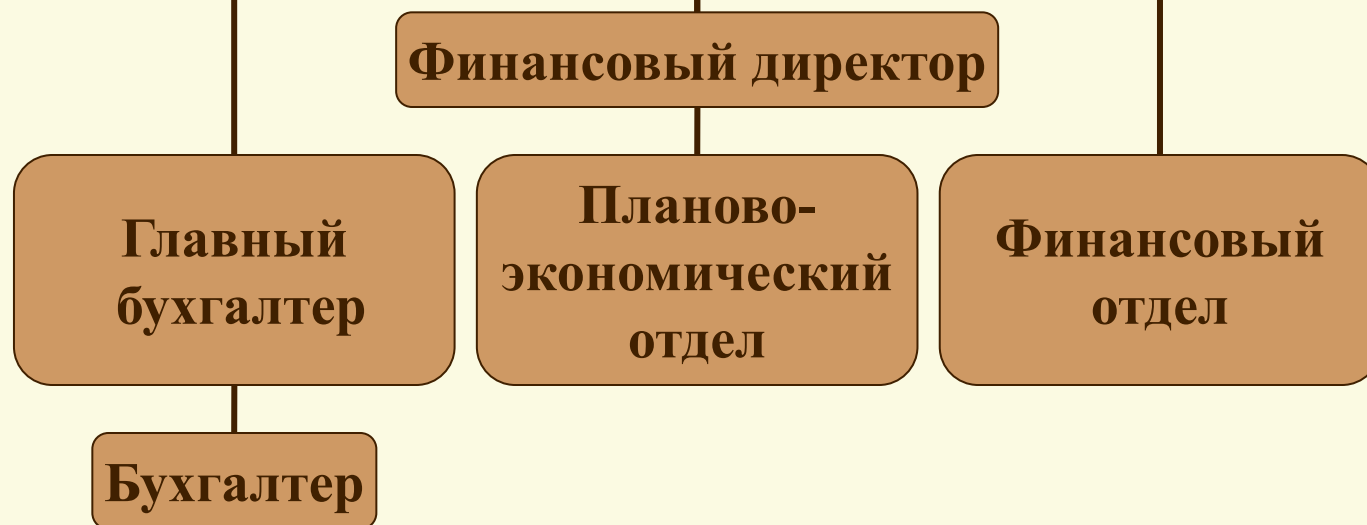 Финансовый директор
Главный
бухгалтер
Планово-
экономический
отдел
Финансовый
отдел
Бухгалтер